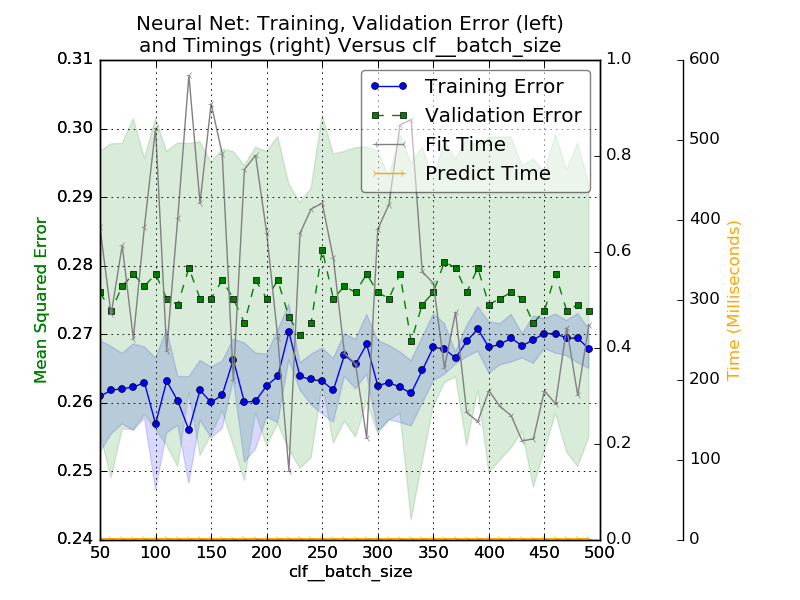 Neural Net: Training, Validation Error (left)
and Timings (right) Versus clf__batch_size
Training Error
Validation Error
Fit Time
Predict Time
Mean Squared Error
0.31
0.30
0.29
0.28
0.27
0.26
0.25
0.24
1.0
0.8
0.6
0.4
0.2
0.0
600
500
400
300
200
100
0
Time (Milliseconds)
50 100 150 200 250 300 350 400 450 500
clf__batch_size